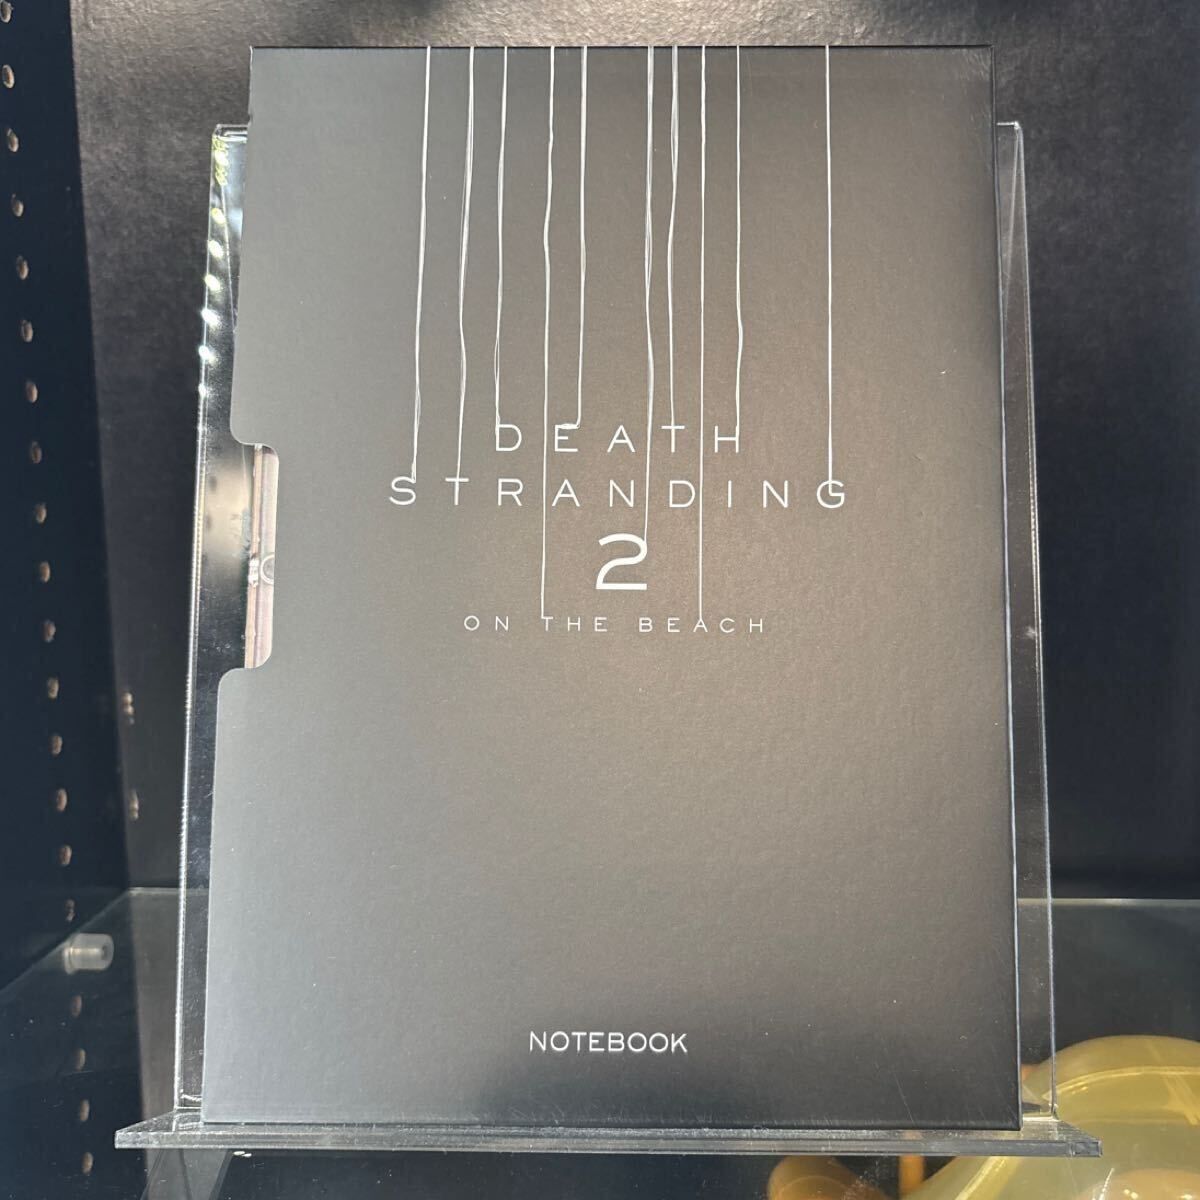 DEATH
STRANDING
2
ON THE BEACH
NOTEBOOK